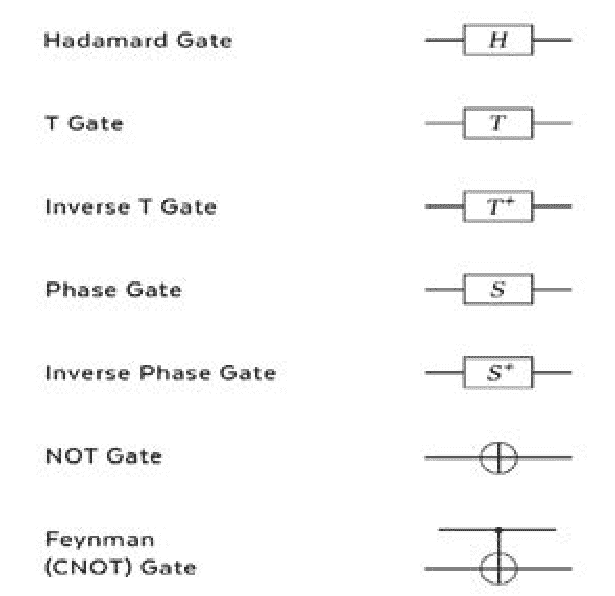 Hadamard Gate H
T Gate T
Inverse T Gate T⁺
Phase Gate S
Inverse Phase Gate S⁺
NOT Gate
Feynman
(CNOT) Gate